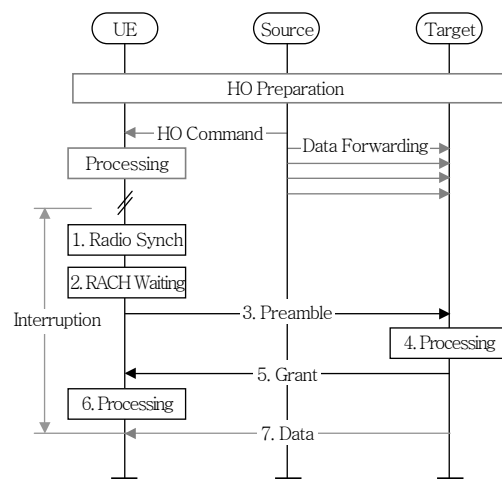 UE
Source
Target
HO Preparation
HO Command
Data Forwarding
Processing
1. Radio Synch
2. RACH Waiting
Interruption
3. Preamble
4. Processing
5. Grant
6. Processing
7. Data